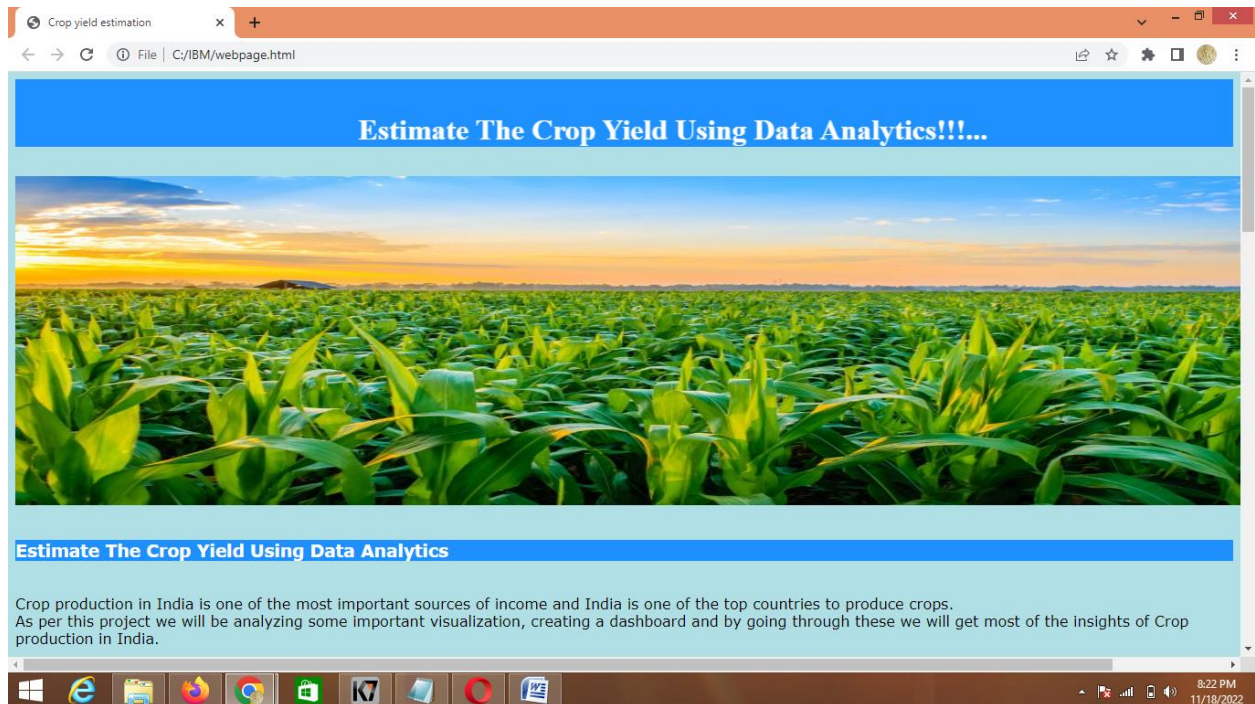 Crop yield estimation
File | C:/IBM/webpage.html
Estimate The Crop Yield Using Data Analytics!!!...
Estimate The Crop Yield Using Data Analytics
Crop production in India is one of the most important sources of income and India is one of the top countries to produce crops.
As per this project we will be analyzing some important visualization, creating a dashboard and by going through these we will get most of the insights of Crop
production in India.
K7
8:22 PM
11/18/2022